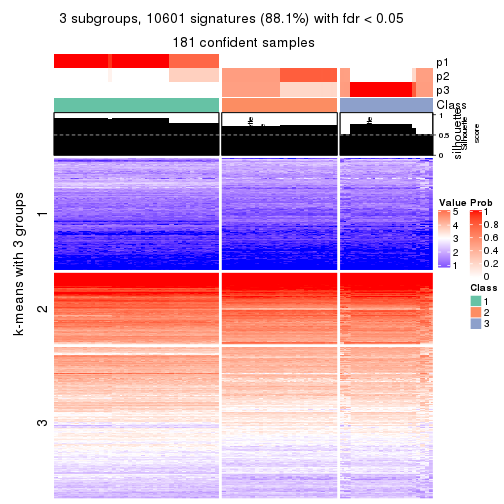 3 subgroups, 10601 signatures (88.1%) with fdr < 0.05
181 confident samples
p1
p2
p3
Class
1
0.5
0
silhouette
Silhouette
score
k-means with 3 groups
1
2
3
Value
5
4
3
2
1
Prob
1
0.8
0.6
0.4
0.2
0
Class
1
2
3